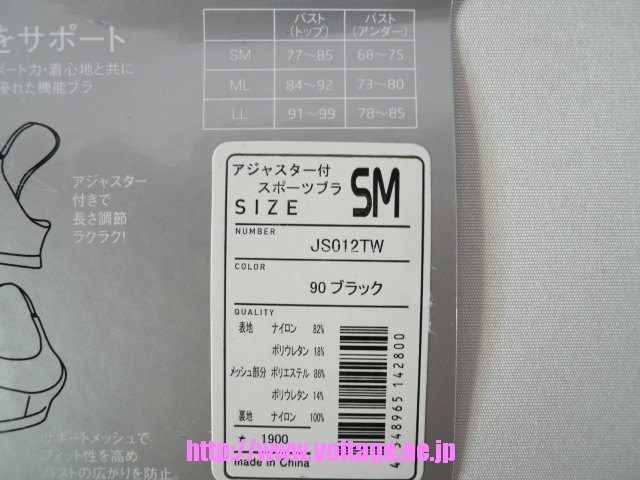 をサポート
ポート力・着心地と共に
優れた機能ブラ
バスト (トップ) バスト (アンダー)
SM 77～85 68～75
ML 84～92 73～80
LL 91～99 78～85
アジャスター
付きで
長さ調節
ラクラク!
アジャスター付
スポーツブラ
SIZE SM
NUMBER
JS012TW
COLOR
90 ブラック
QUALITY
表地 ナイロン 82%
ポリウレタン 18%
メッシュ部分 ポリエステル 86%
ポリウレタン 14%
裏地 ナイロン 100%
★ 1900
Made in China
4 548965 142800
サポートメッシュで
フィット性を高め
バストの広がりを防止。
http://www.voltage.ne.jp